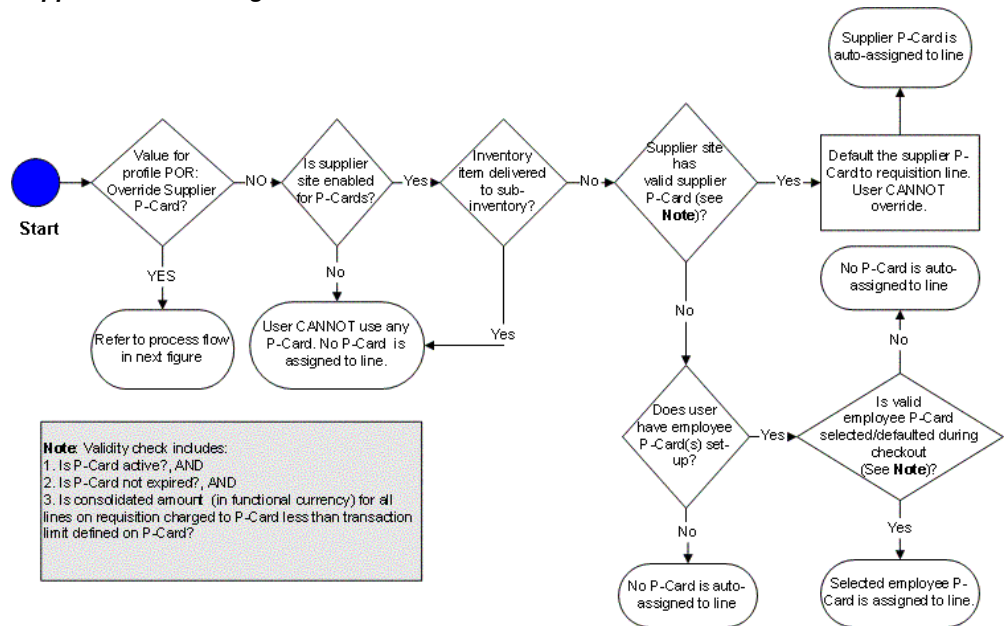 Supplier P-Card is
auto-assigned to line
Value for
profile POR:
Override Supplier
P-Card?
NO
Is supplier
site enabled
for P-Cards?
Yes
Inventory
item delivered
to sub-
inventory?
No
Supplier site
has
valid supplier
P-Card (see
Note)?
Yes
Default the supplier P-
Card to requisition line.
User CANNOT
override.
Start
YES
No
Yes
No
No P-Card is auto-
assigned to line
Refer to process flow
in next figure
User CANNOT use any
P-Card. No P-Card is
assigned to line.
No
Does user
have employee
P-Card(s) set-
up?
Yes
Is valid
employee P-Card
selected/defaulted during
checkout
(See Note)?
Note: Validity check includes:
1. Is P-Card active?, AND
2. Is P-Card not expired?, AND
3. Is consolidated amount (in functional currency) for all
lines on requisition charged to P-Card less than transaction
limit defined on P-Card?
No
Yes
No P-Card is auto-
assigned to line
Selected employee P-
Card is assigned to line.